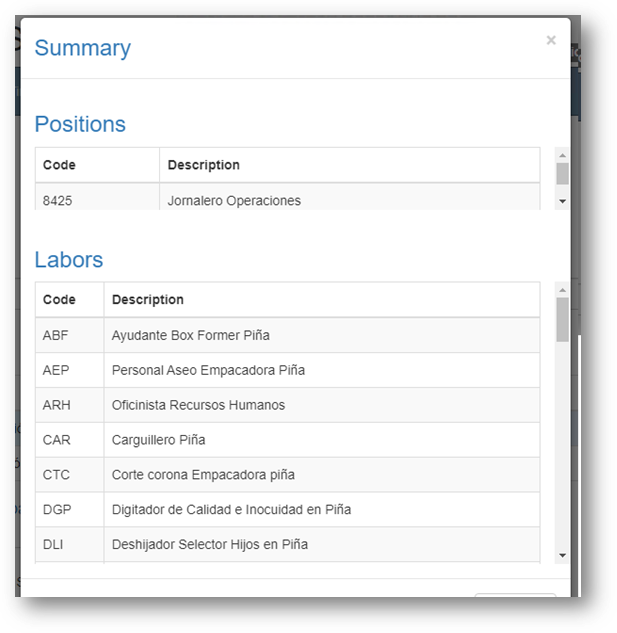 Summary ×
Positions
Code Description
8425 Jornalero Operaciones
Labors
Code Description
ABF Ayudante Box Former Piña
AEP Personal Aseo Empacadora Piña
ARH Oficinista Recursos Humanos
CAR Carguillero Piña
CTC Corte corona Empacadora piña
DGP Digitador de Calidad e Inocuidad en Piña
DLI Deshijador Selector Hijos en Piña